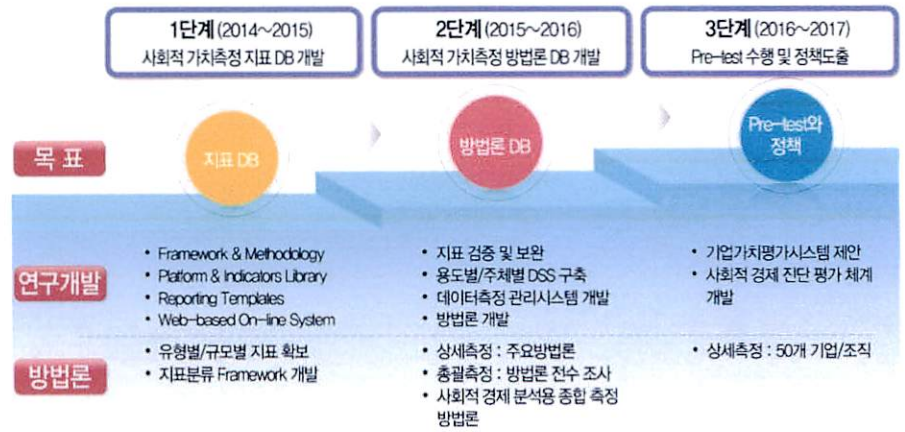 1단계(2014~2015)
사회적 가치측정 지표 DB 개발
2단계(2015~2016)
사회적 가치측정 방법론 DB 개발
3단계(2016~2017)
Pre-test 수행 및 정책도출
목 표
지표 DB
방법론 DB
Pre-test와
정책
연구개발
• Framework & Methodology
• Platform & Indicators Library
• Reporting Templates
• Web-based On-line System
• 지표 검증 및 보완
• 용도별/주체별 DSS 구축
• 데이터측정 관리시스템 개발
• 방법론 개발
• 기업가치평가시스템 제안
• 사회적 경제 진단 평가 체계
개발
방법론
• 유형별/규모별 지표 확보
• 지표분류 Framework 개발
• 상세측정 : 주요방법론
• 총괄측정 : 방법론 전수 조사
• 사회적 경제 분석용 종합 측정
방법론
• 상세측정 : 50개 기업/조직